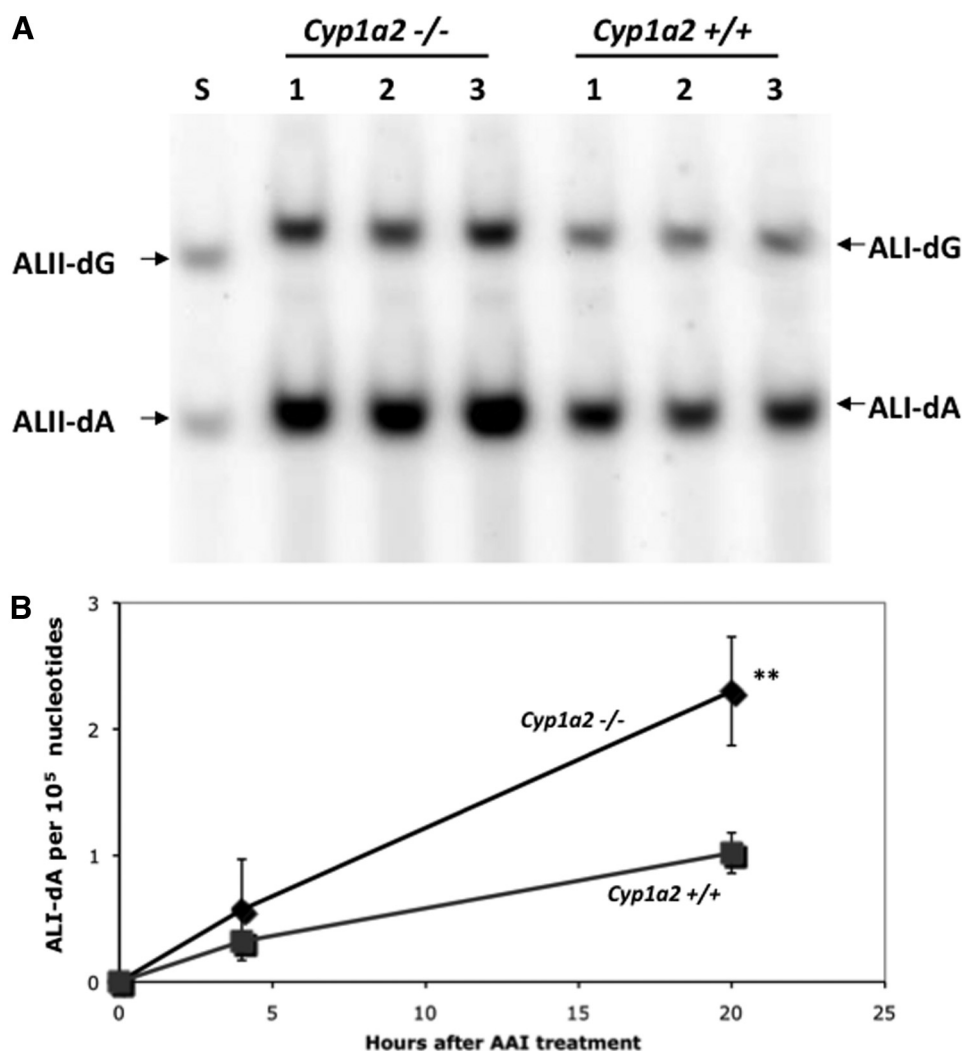 A
Cyp1a2 -/-
Cyp1a2 +/+
S 1 2 3 1 2 3
ALII-dG
ALI-dG
ALII-dA
ALI-dA
B
ALI-dA per 10⁵ nucleotides
3
2
1
0
Cyp1a2 -/-
**
Cyp1a2 +/+
0 5 10 15 20 25
Hours after AAI treatment